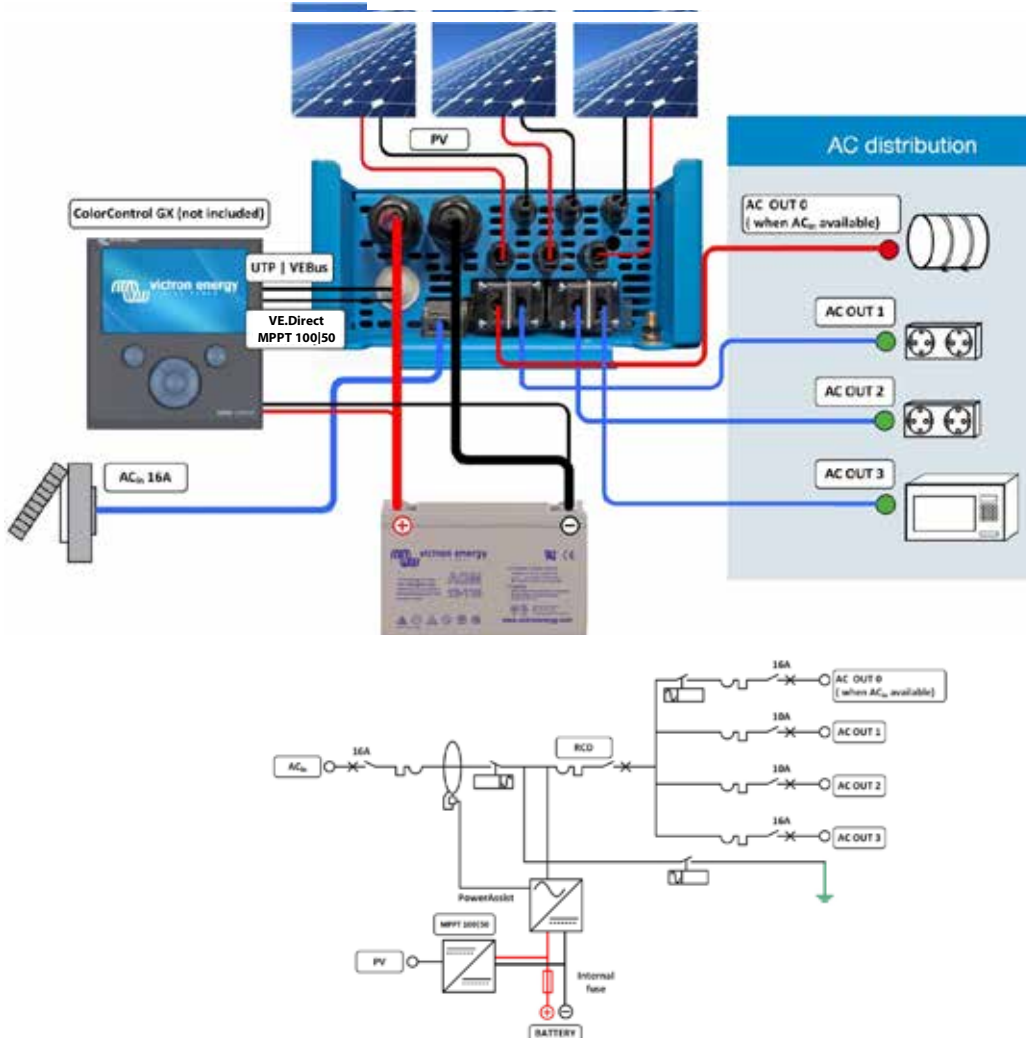 PV
AC distribution
ColorControl GX (not included)
AC OUT 0
( when ACin available)
victron energy
UTP | VEBus
VE.Direct
MPPT 100|50
AC OUT 1
AC OUT 2
ACin 16A
AC OUT 3
+
−
victron energy
AGM
www.victronenergy.com
16A
AC OUT 0
( when ACin available)
10A
AC OUT 1
RCD
16A
ACin
10A
AC OUT 2
16A
AC OUT 3
PowerAssist
MPPT 100|50
PV
Internal
fuse
+ −
BATTERY